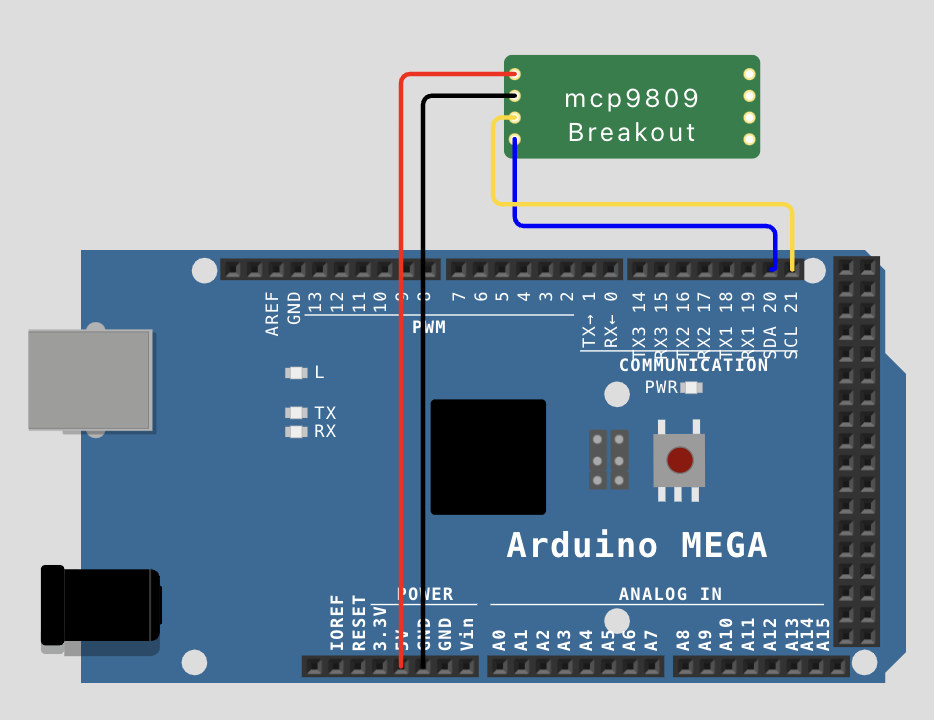 mcp9809
Breakout
AREF
GND
13
12
11
10
9
8
7
6
5
4
3
2
TX→ 1
RX← 0
TX3 14
RX3 15
TX2 16
RX2 17
TX1 18
RX1 19
SDA 20
SCL 21
PWM
COMMUNICATION
PWR
L
TX
RX
Arduino MEGA
POWER
ANALOG IN
IOREF
RESET
3.3V
5V
GND
GND
Vin
A0
A1
A2
A3
A4
A5
A6
A7
A8
A9
A10
A11
A12
A13
A14
A15